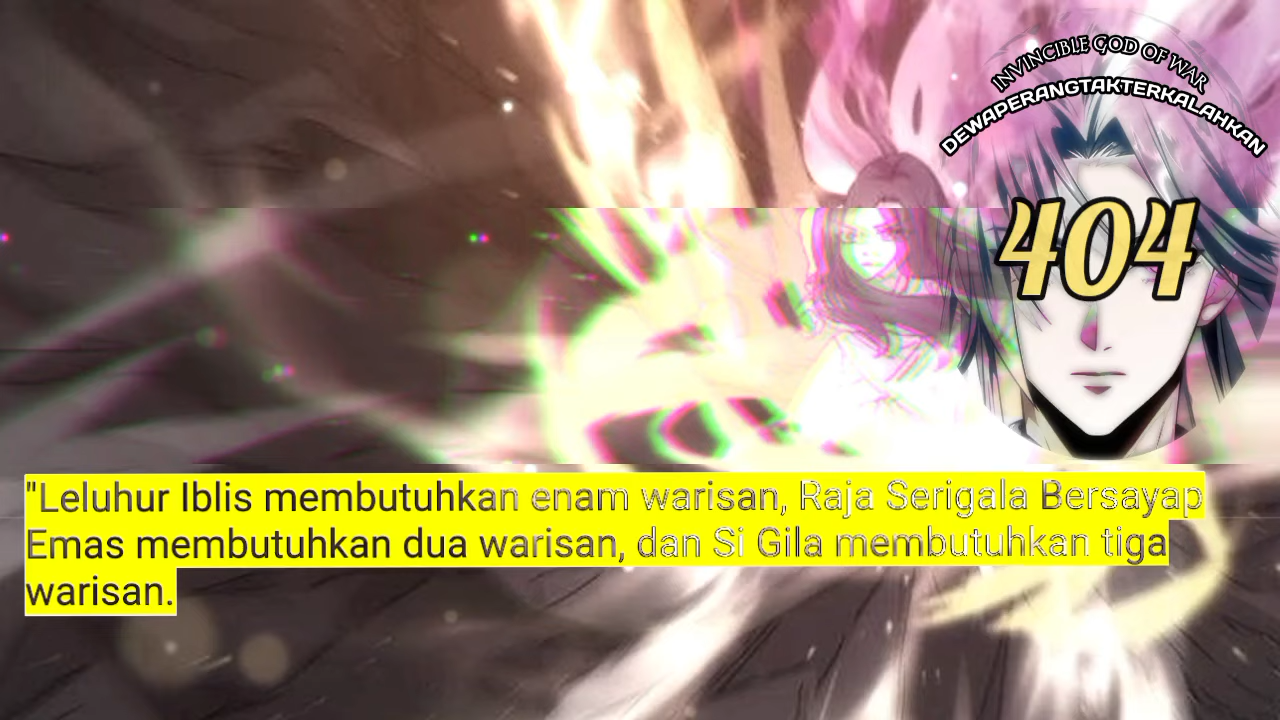 INVINCIBLE GOD OF WAR
DEWAPERANGTAKTERKALAHKAN
404
"Leluhur Iblis membutuhkan enam warisan, Raja Serigala Bersayap
Emas membutuhkan dua warisan, dan Si Gila membutuhkan tiga
warisan.